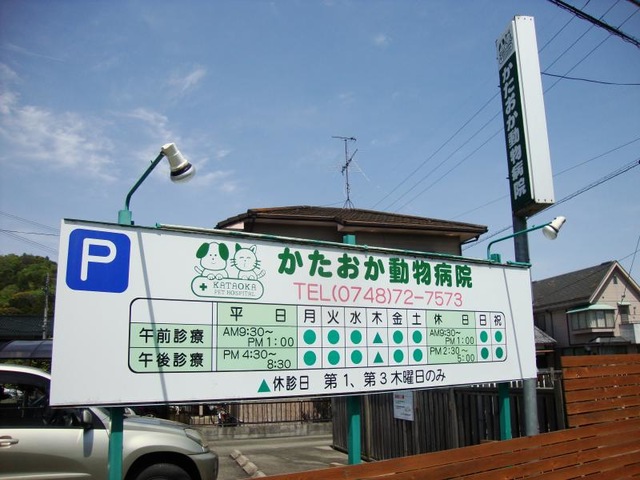 かたおか動物病院
P
KATAOKA
PET HOSPITAL
かたおか動物病院
TEL(0748)72-7573
平日 月 火 水 木 金 土 休日 日 祝
午前診療 AM9:30~PM1:00 ● ● ● ▲ ● ● AM9:30~PM1:00 ● ●
午後診療 PM4:30~8:30 ● ● ● ▲ ● ● PM2:30~5:00 ● ●
▲休診日 第1、第3木曜日のみ